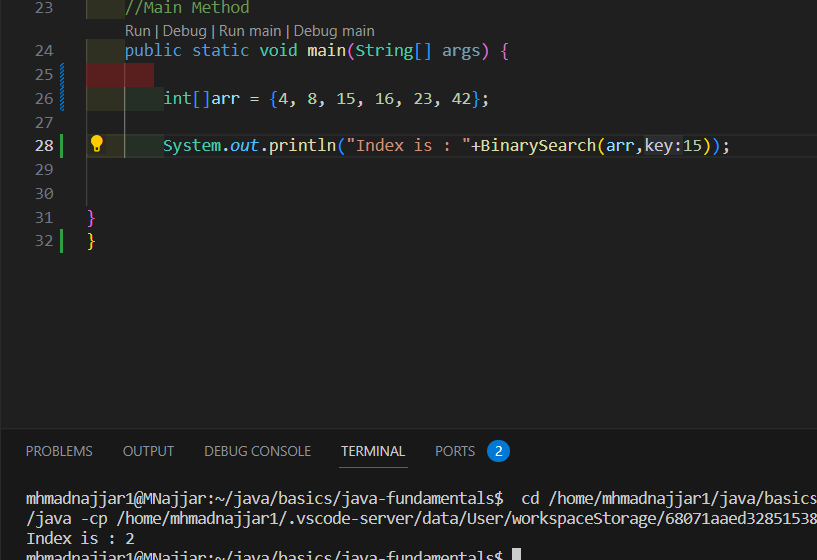 23 //Main Method
Run | Debug | Run main | Debug main
24 public static void main(String[] args) {
25
26 int[]arr = {4, 8, 15, 16, 23, 42};
27
28 System.out.println("Index is : "+BinarySearch(arr,key:15));
29
30
31 }
32 }
PROBLEMS OUTPUT DEBUG CONSOLE TERMINAL PORTS 2
mhmadnajjar1@MNajjar:~/java/basics/java-fundamentals$ cd /home/mhmadnajjar1/java/basics
/java -cp /home/mhmadnajjar1/.vscode-server/data/User/workspaceStorage/68071aaed32851538
Index is : 2
mhmadnajjar1@MNajjar:~/java/basics/java-fundamentals$